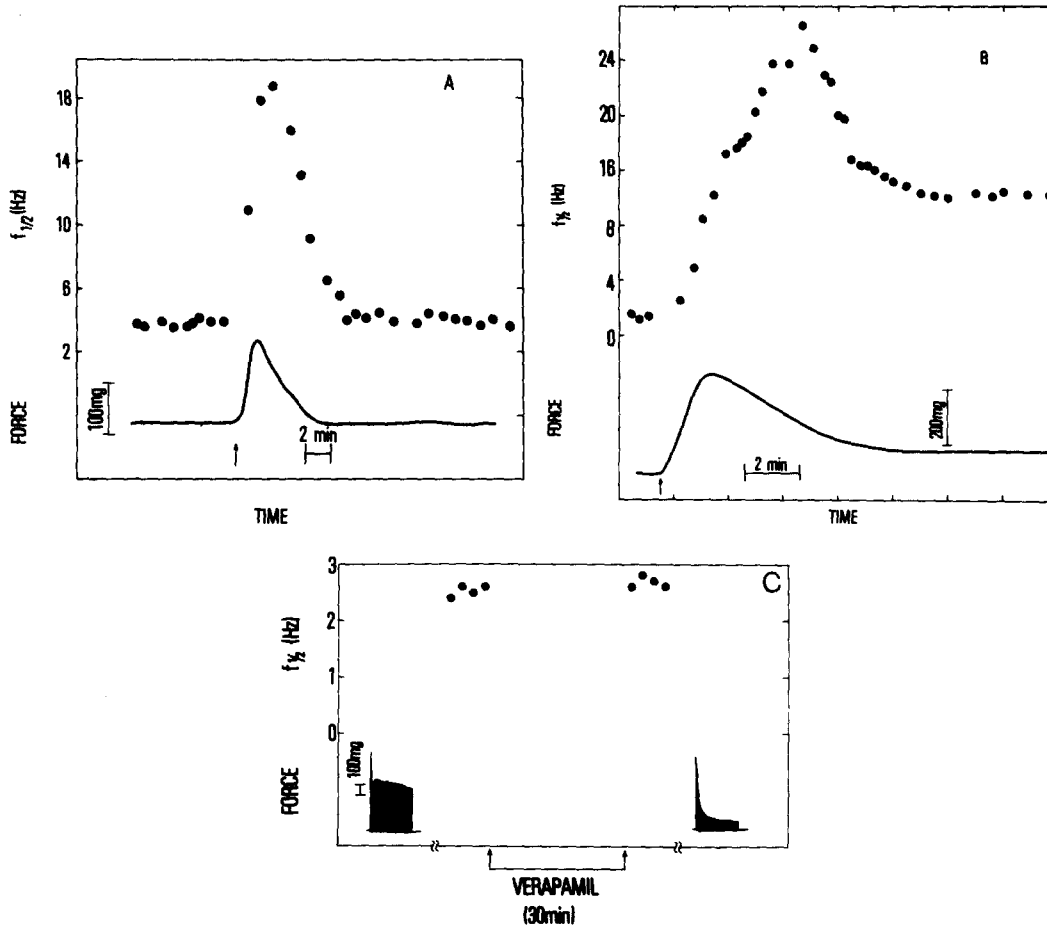 A
f1/2 (Hz)
18
14
10
6
2
FORCE
100mg
2 min
TIME
B
f½ (Hz)
24
20
16
8
4
0
FORCE
200mg
2 min
TIME
C
f½ (Hz)
3
2
1
0
FORCE
100mg
VERAPAMIL
(30min)